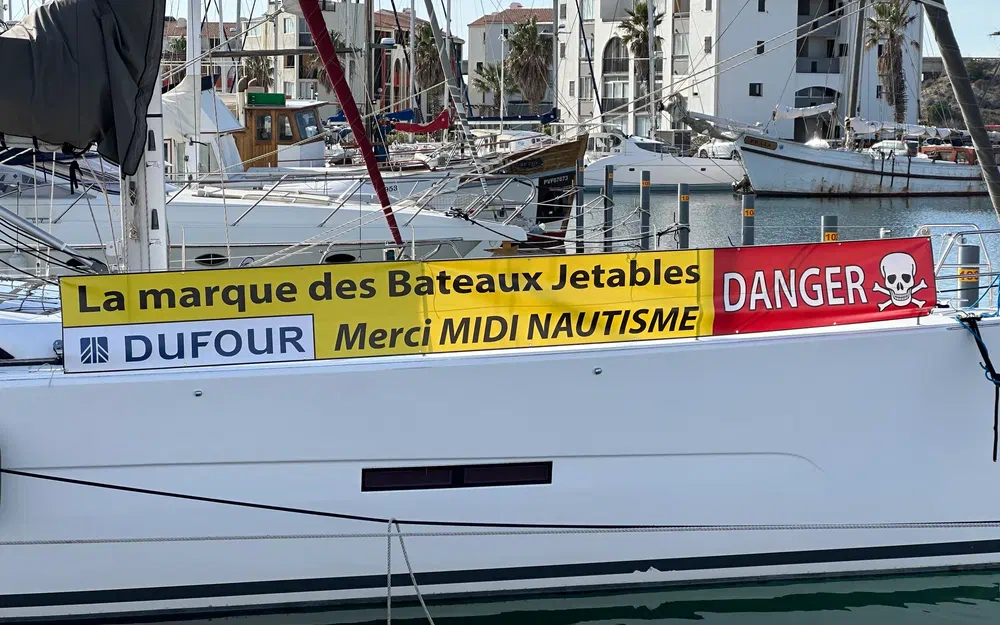 La marque des Bateaux Jetables
DUFOUR
Merci MIDI NAUTISME
DANGER